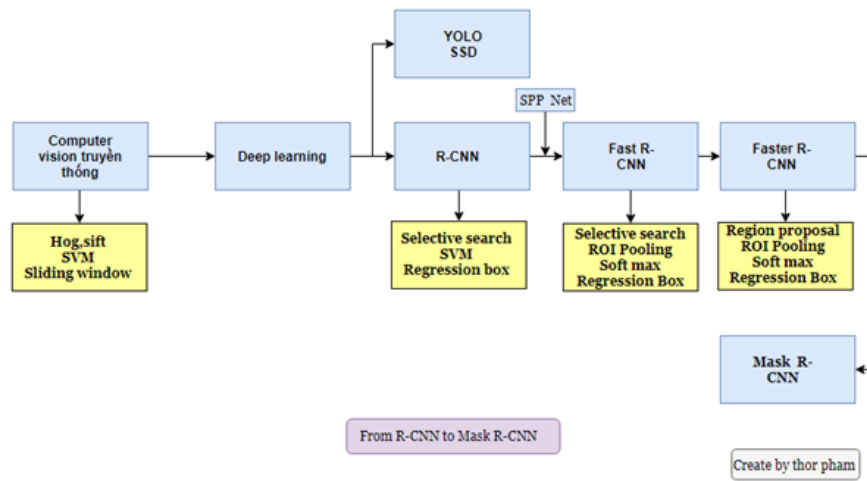 YOLO
SSD
SPP Net
Computer
vision truyền
thống
Deep learning
R-CNN
Fast R-
CNN
Faster R-
CNN
Hog,sift
SVM
Sliding window
Selective search
SVM
Regression box
Selective search
ROI Pooling
Soft max
Regression Box
Region proposal
ROI Pooling
Soft max
Regression Box
Mask R-
CNN
From R-CNN to Mask R-CNN
Create by thor pham